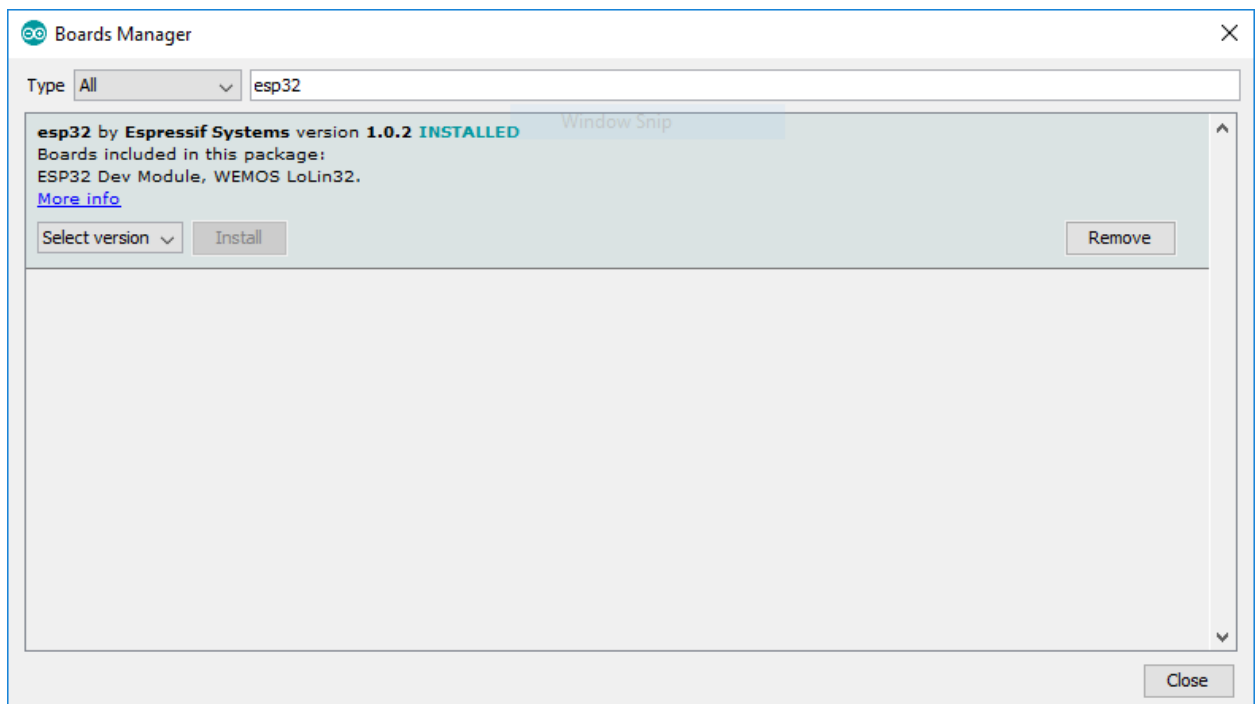 Boards Manager
Type All esp32
Window Snip
esp32 by Espressif Systems version 1.0.2 INSTALLED
Boards included in this package:
ESP32 Dev Module, WEMOS LoLin32.
More info
Select version Install Remove
Close